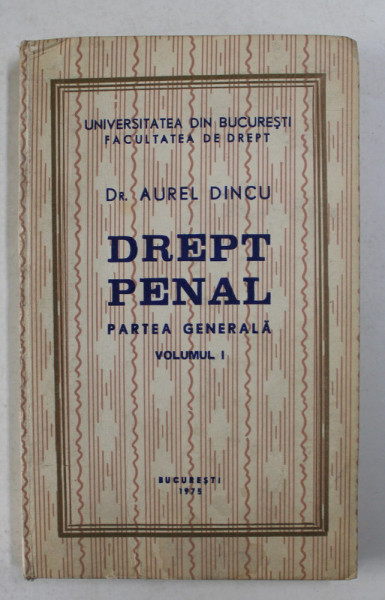 UNIVERSITATEA DIN BUCUREȘTI
FACULTATEA DE DREPT
DR. AUREL DINCU
DREPT
PENAL
PARTEA GENERALĂ
VOLUMUL I
BUCUREȘTI
1975